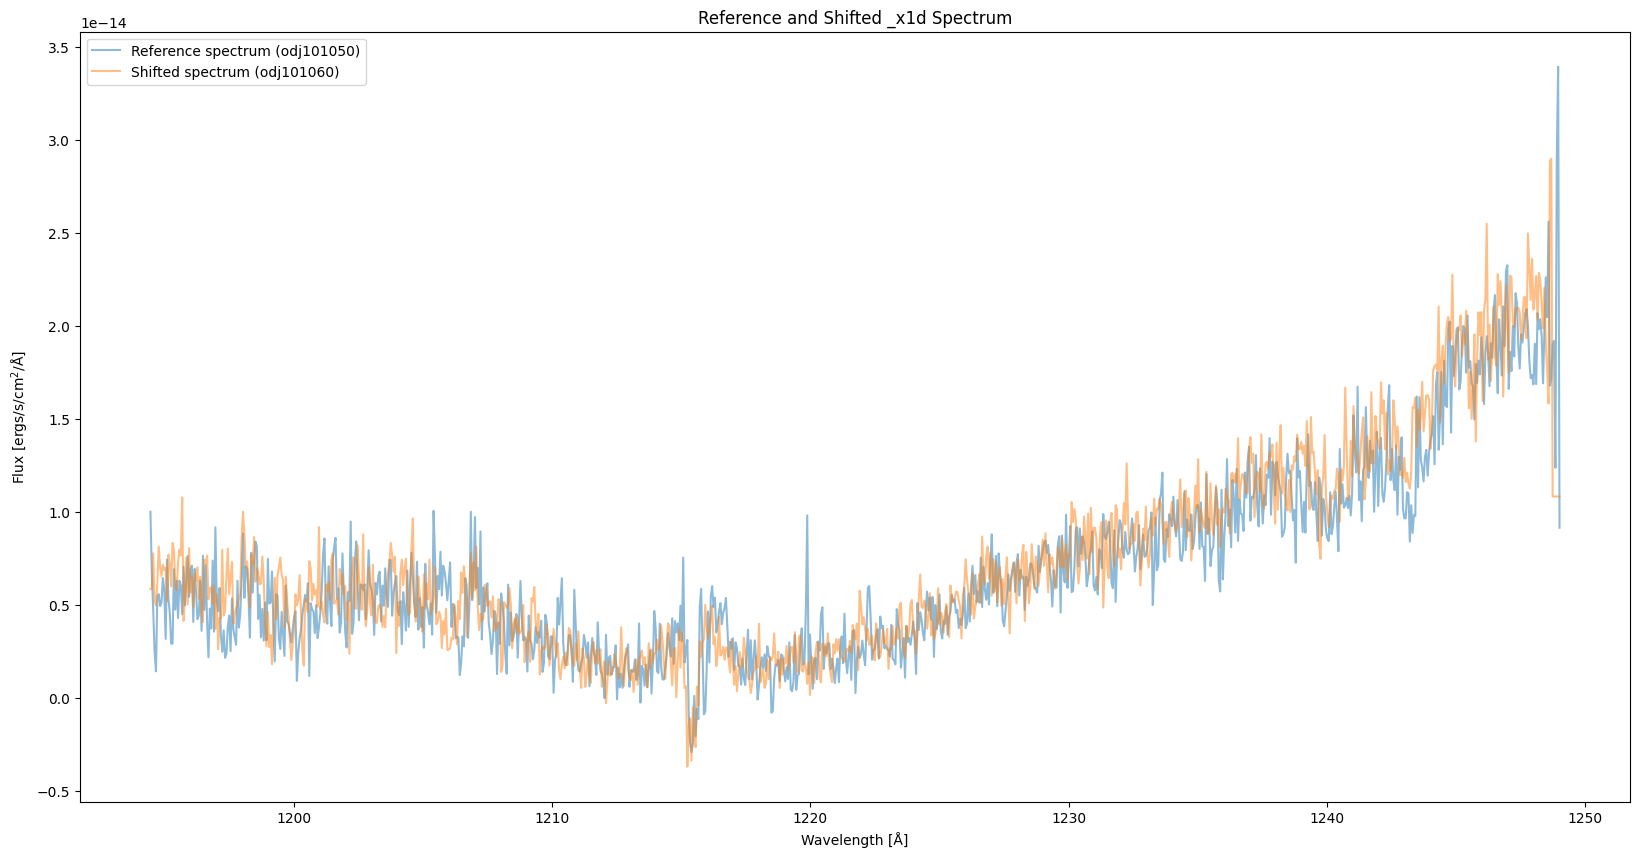 Reference and Shifted _x1d Spectrum
1e−14
Reference spectrum (odj101050)
Shifted spectrum (odj101060)
3.5
3.0
2.5
2.0
1.5
1.0
0.5
0.0
−0.5
Flux [ergs/s/cm²/Å]
1200 1210 1220 1230 1240 1250
Wavelength [Å]